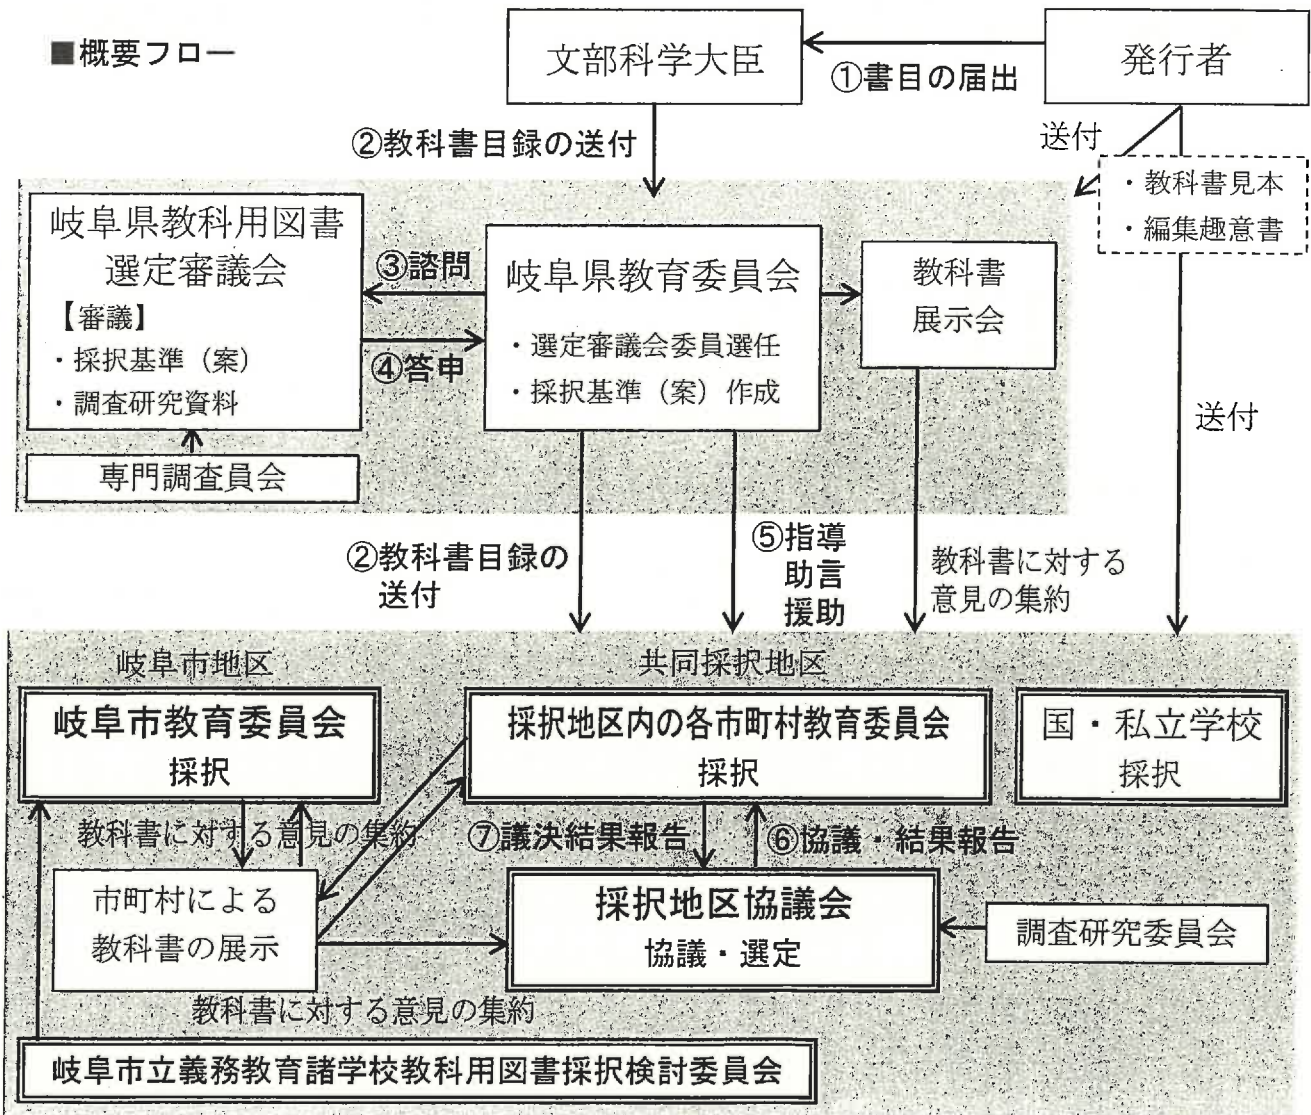 ■概要フロー
文部科学大臣
発行者
①書目の届出
②教科書目録の送付
送付
・教科書見本
・編集趣意書
岐阜県教科用図書
選定審議会
【審議】
・採択基準（案）
・調査研究資料
③諮問
④答申
岐阜県教育委員会
・選定審議会委員選任
・採択基準（案）作成
教科書
展示会
専門調査員会
送付
②教科書目録の
送付
⑤指導
助言
援助
教科書に対する
意見の集約
岐阜市地区
共同採択地区
岐阜市教育委員会
採択
採択地区内の各市町村教育委員会
採択
国・私立学校
採択
教科書に対する意見の集約
⑦議決結果報告
⑥協議・結果報告
市町村による
教科書の展示
採択地区協議会
協議・選定
調査研究委員会
教科書に対する意見の集約
岐阜市立義務教育諸学校教科用図書採択検討委員会